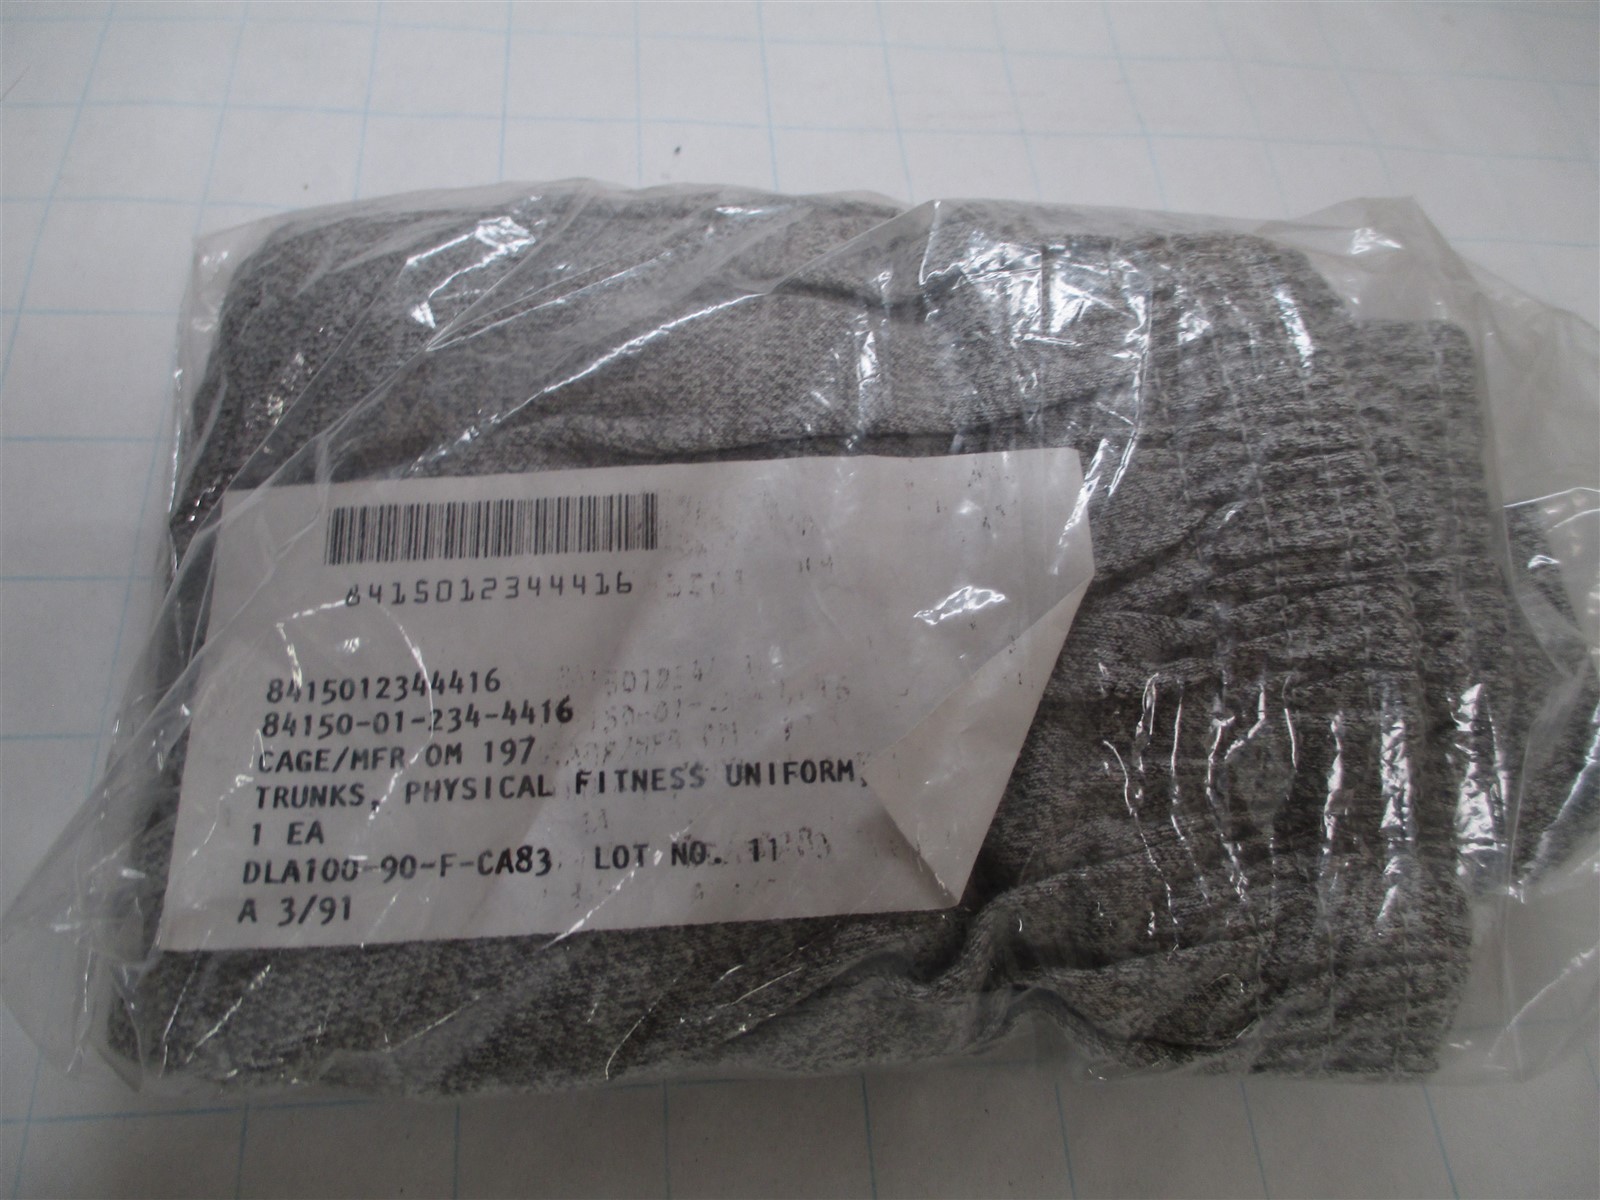 8415012344416
8415012344416
84150-01-234-4416
CAGE/MFR OM 197
TRUNKS, PHYSICAL FITNESS UNIFORM,
1 EA
DLA100-90-F-CA83 LOT NO. 11
A 3/91